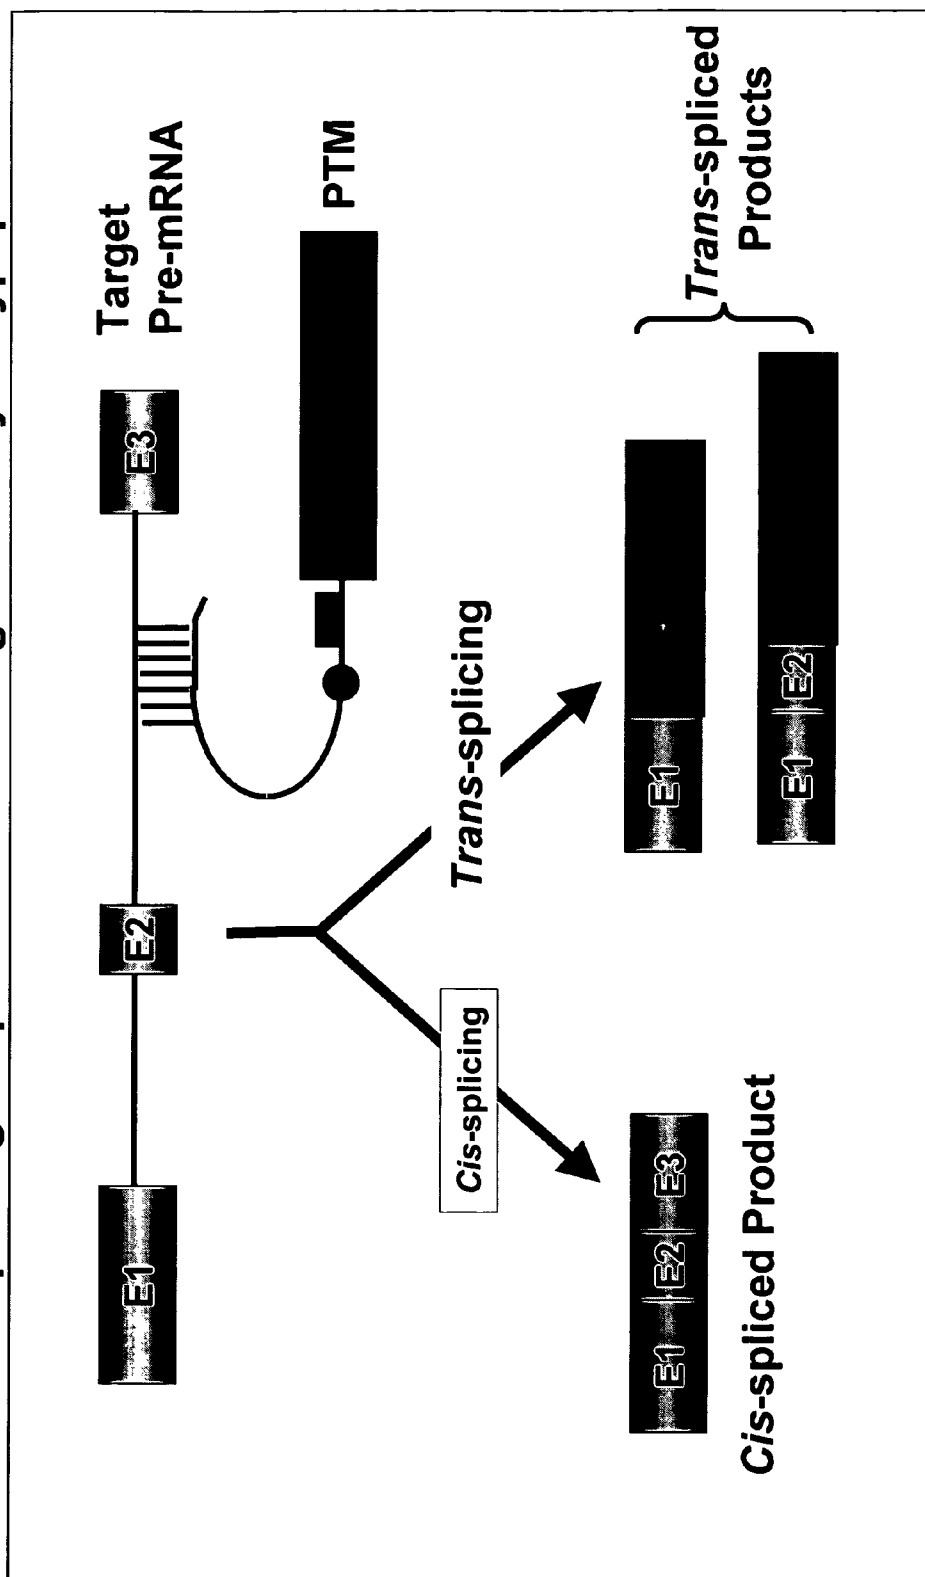 E1
E2
E3
Target
Pre-mRNA
PTM
Cis-splicing
Trans-splicing
E1 E2 E3
Cis-spliced Product
E1
E1 E2
Trans-spliced
Products